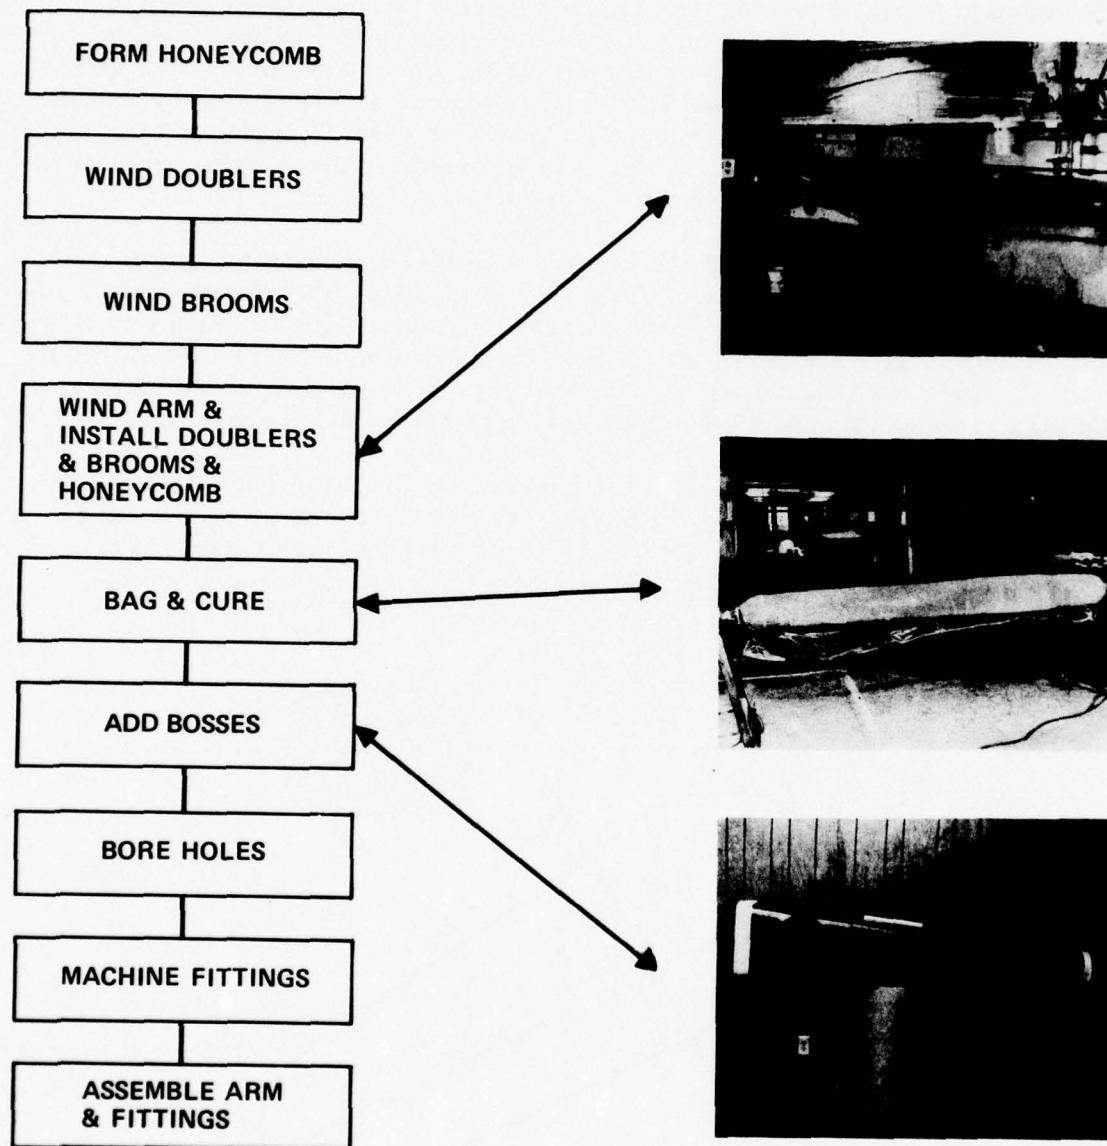 FORM HONEYCOMB
WIND DOUBLERS
WIND BROOMS
WIND ARM &
INSTALL DOUBLERS
& BROOMS &
HONEYCOMB
BAG & CURE
ADD BOSSES
BORE HOLES
MACHINE FITTINGS
ASSEMBLE ARM
& FITTINGS